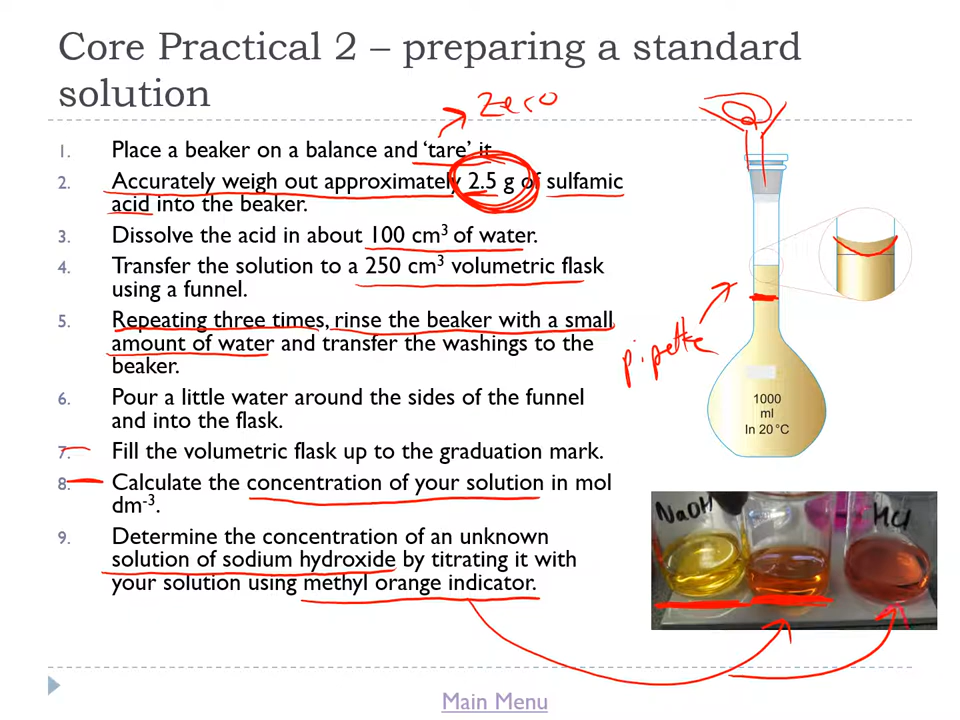 Core Practical 2 – preparing a standard
solution
zero
1. Place a beaker on a balance and ‘tare’ it.
2. Accurately weigh out approximately 2.5 g of sulfamic
acid into the beaker.
3. Dissolve the acid in about 100 cm³ of water.
4. Transfer the solution to a 250 cm³ volumetric flask
using a funnel.
5. Repeating three times, rinse the beaker with a small
amount of water and transfer the washings to the
beaker.
6. Pour a little water around the sides of the funnel
and into the flask.
7. Fill the volumetric flask up to the graduation mark.
8. Calculate the concentration of your solution in mol
dm⁻³.
9. Determine the concentration of an unknown
solution of sodium hydroxide by titrating it with
your solution using methyl orange indicator.
pipette
1000
ml
In 20 °C
NaOH
HCl
Main Menu